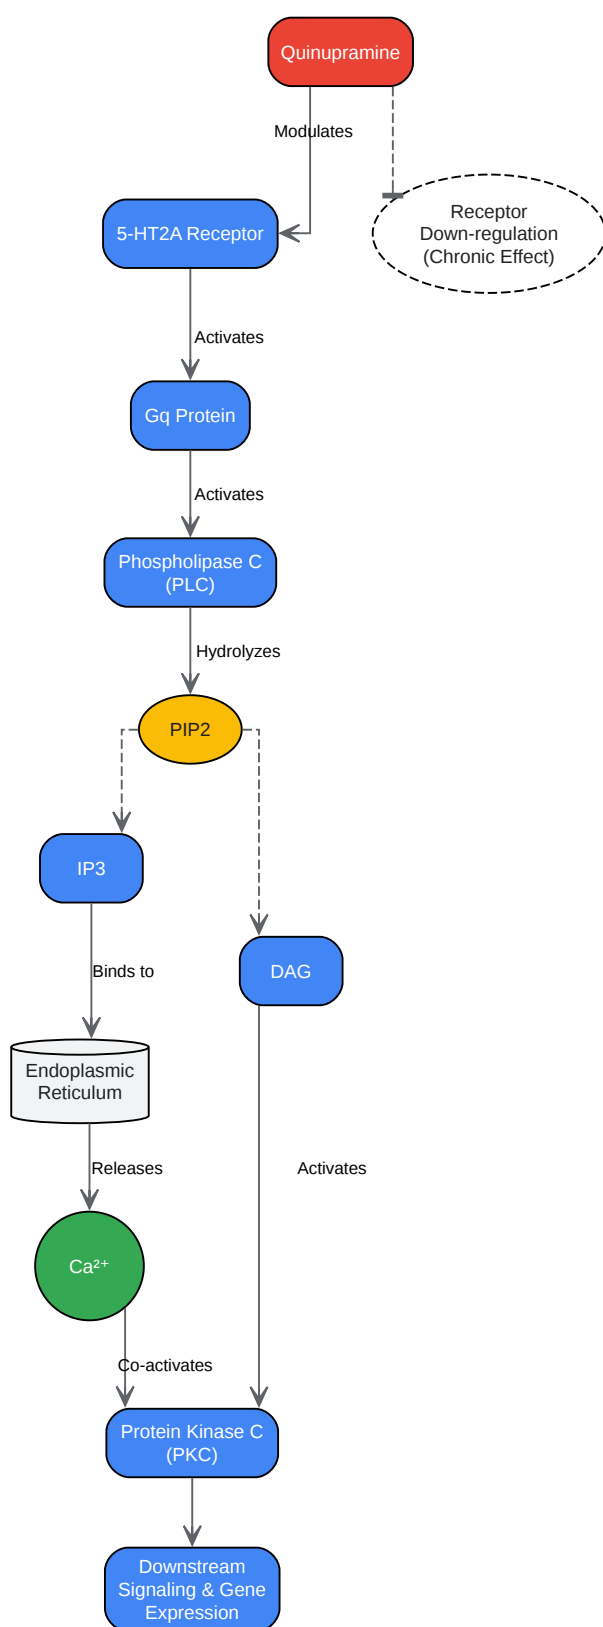 Quinupramine
Modulates
Receptor
Down-regulation
(Chronic Effect)
5-HT2A Receptor
Activates
Gq Protein
Activates
Phospholipase C
(PLC)
Hydrolyzes
PIP2
IP3
DAG
Binds to
Endoplasmic
Reticulum
Releases
Activates
Ca²⁺
Co-activates
Protein Kinase C
(PKC)
Downstream
Signaling & Gene
Expression